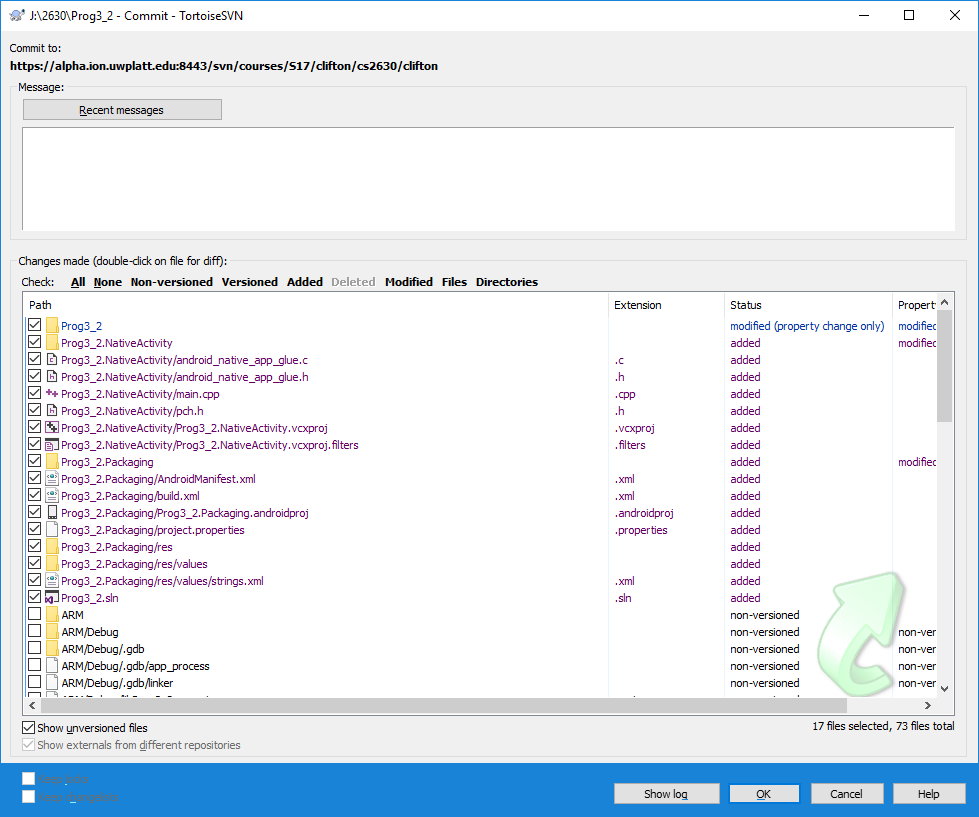 J:\2630\Prog3_2 - Commit - TortoiseSVN
Commit to:
https://alpha.ion.uwplatt.edu:8443/svn/courses/S17/clifton/cs2630/clifton
Message:
Recent messages
Changes made (double-click on file for diff):
Check: All None Non-versioned Versioned Added Deleted Modified Files Directories
Path Extension Status Property
Prog3_2 modified (property change only) modified
Prog3_2.NativeActivity added modified
Prog3_2.NativeActivity/android_native_app_glue.c .c added
Prog3_2.NativeActivity/android_native_app_glue.h .h added
Prog3_2.NativeActivity/main.cpp .cpp added
Prog3_2.NativeActivity/pch.h .h added
Prog3_2.NativeActivity/Prog3_2.NativeActivity.vcxproj .vcxproj added
Prog3_2.NativeActivity/Prog3_2.NativeActivity.vcxproj.filters .filters added
Prog3_2.Packaging added modified
Prog3_2.Packaging/AndroidManifest.xml .xml added
Prog3_2.Packaging/build.xml .xml added
Prog3_2.Packaging/Prog3_2.Packaging.androidproj .androidproj added
Prog3_2.Packaging/project.properties .properties added
Prog3_2.Packaging/res added
Prog3_2.Packaging/res/values added
Prog3_2.Packaging/res/values/strings.xml .xml added
Prog3_2.sln .sln added
ARM non-versioned
ARM/Debug non-versioned non-ver
ARM/Debug/.gdb non-versioned non-ver
ARM/Debug/.gdb/app_process non-versioned non-ver
ARM/Debug/.gdb/linker non-versioned non-ver
Show unversioned files 17 files selected, 73 files total
Show externals from different repositories
Show log OK Cancel Help